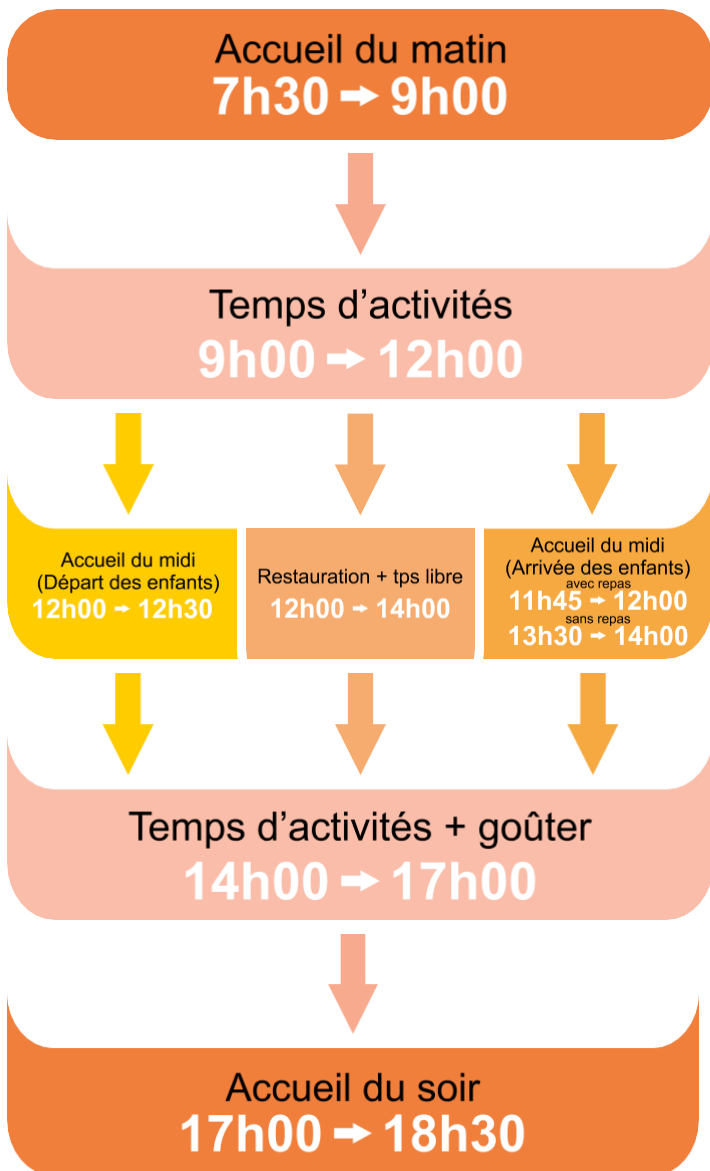 Accueil du matin
7h30 → 9h00
Temps d’activités
9h00 → 12h00
Accueil du midi
(Départ des enfants)
12h00 → 12h30
Restauration + tps libre
12h00 → 14h00
Accueil du midi
(Arrivée des enfants)
avec repas
11h45 → 12h00
sans repas
13h30 → 14h00
Temps d’activités + goûter
14h00 → 17h00
Accueil du soir
17h00 → 18h30